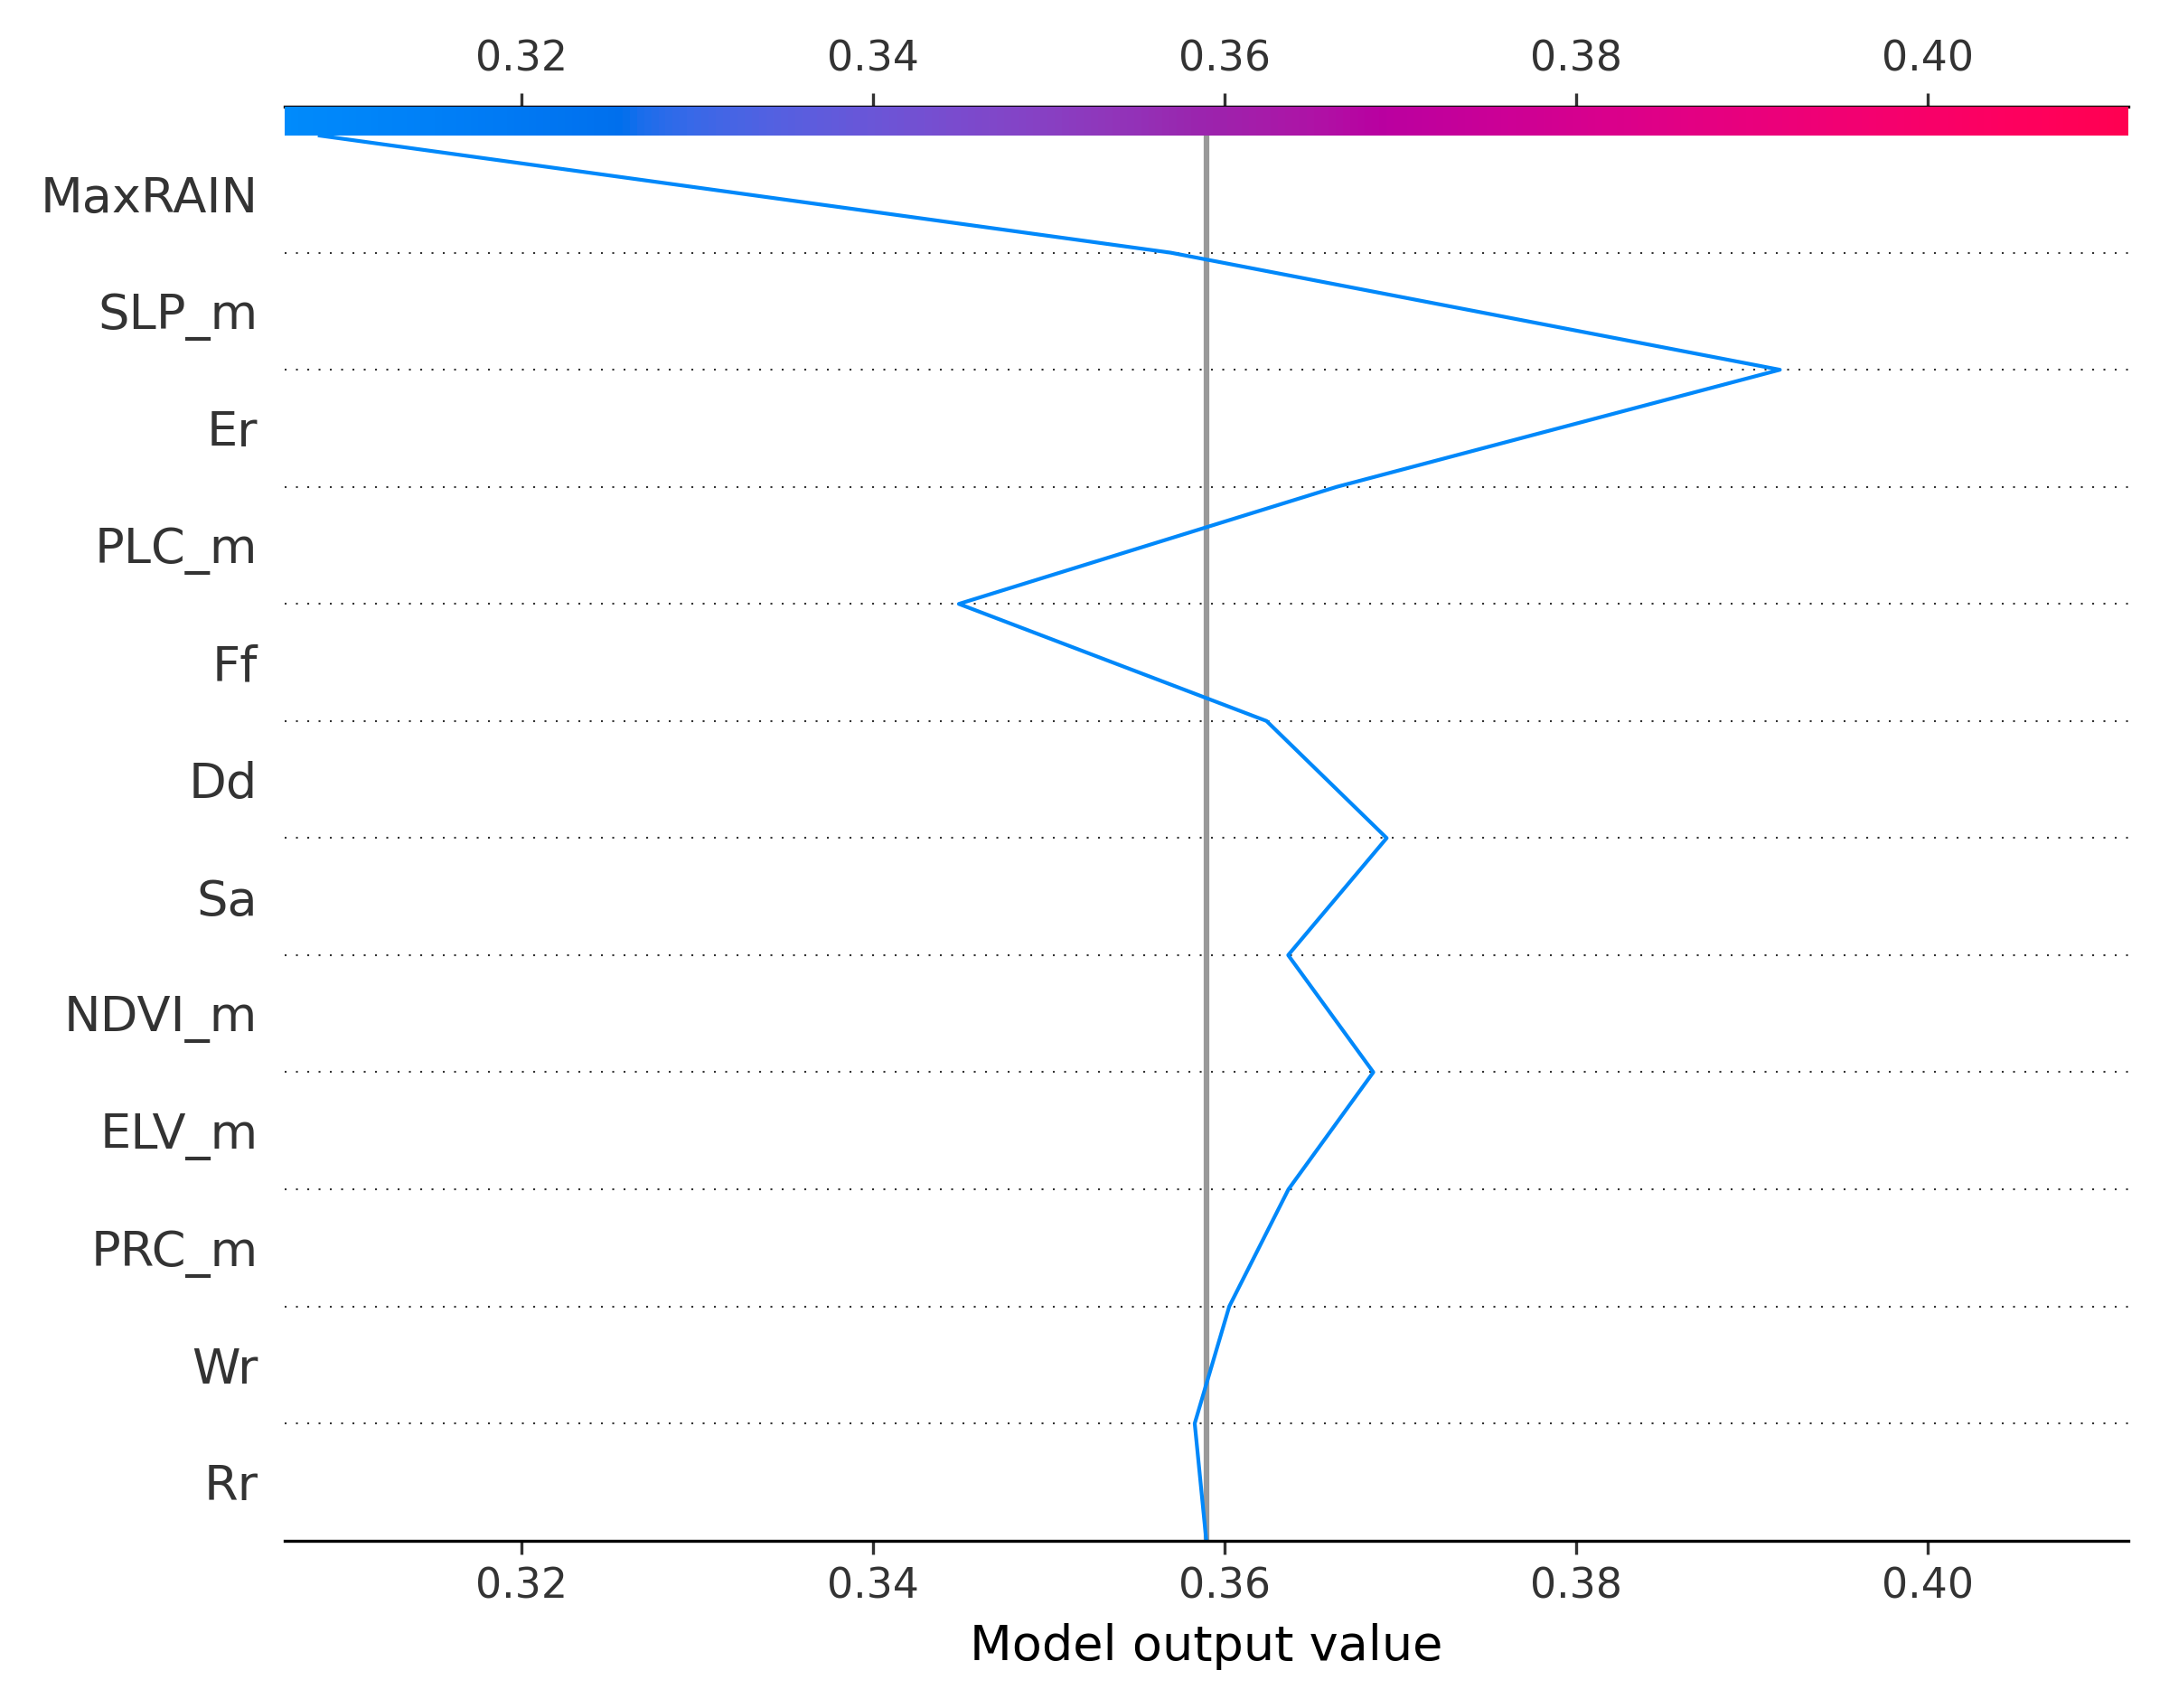 0.32 0.34 0.36 0.38 0.40
MaxRAIN
SLP_m
Er
PLC_m
Ff
Dd
Sa
NDVI_m
ELV_m
PRC_m
Wr
Rr
0.32 0.34 0.36 0.38 0.40
Model output value